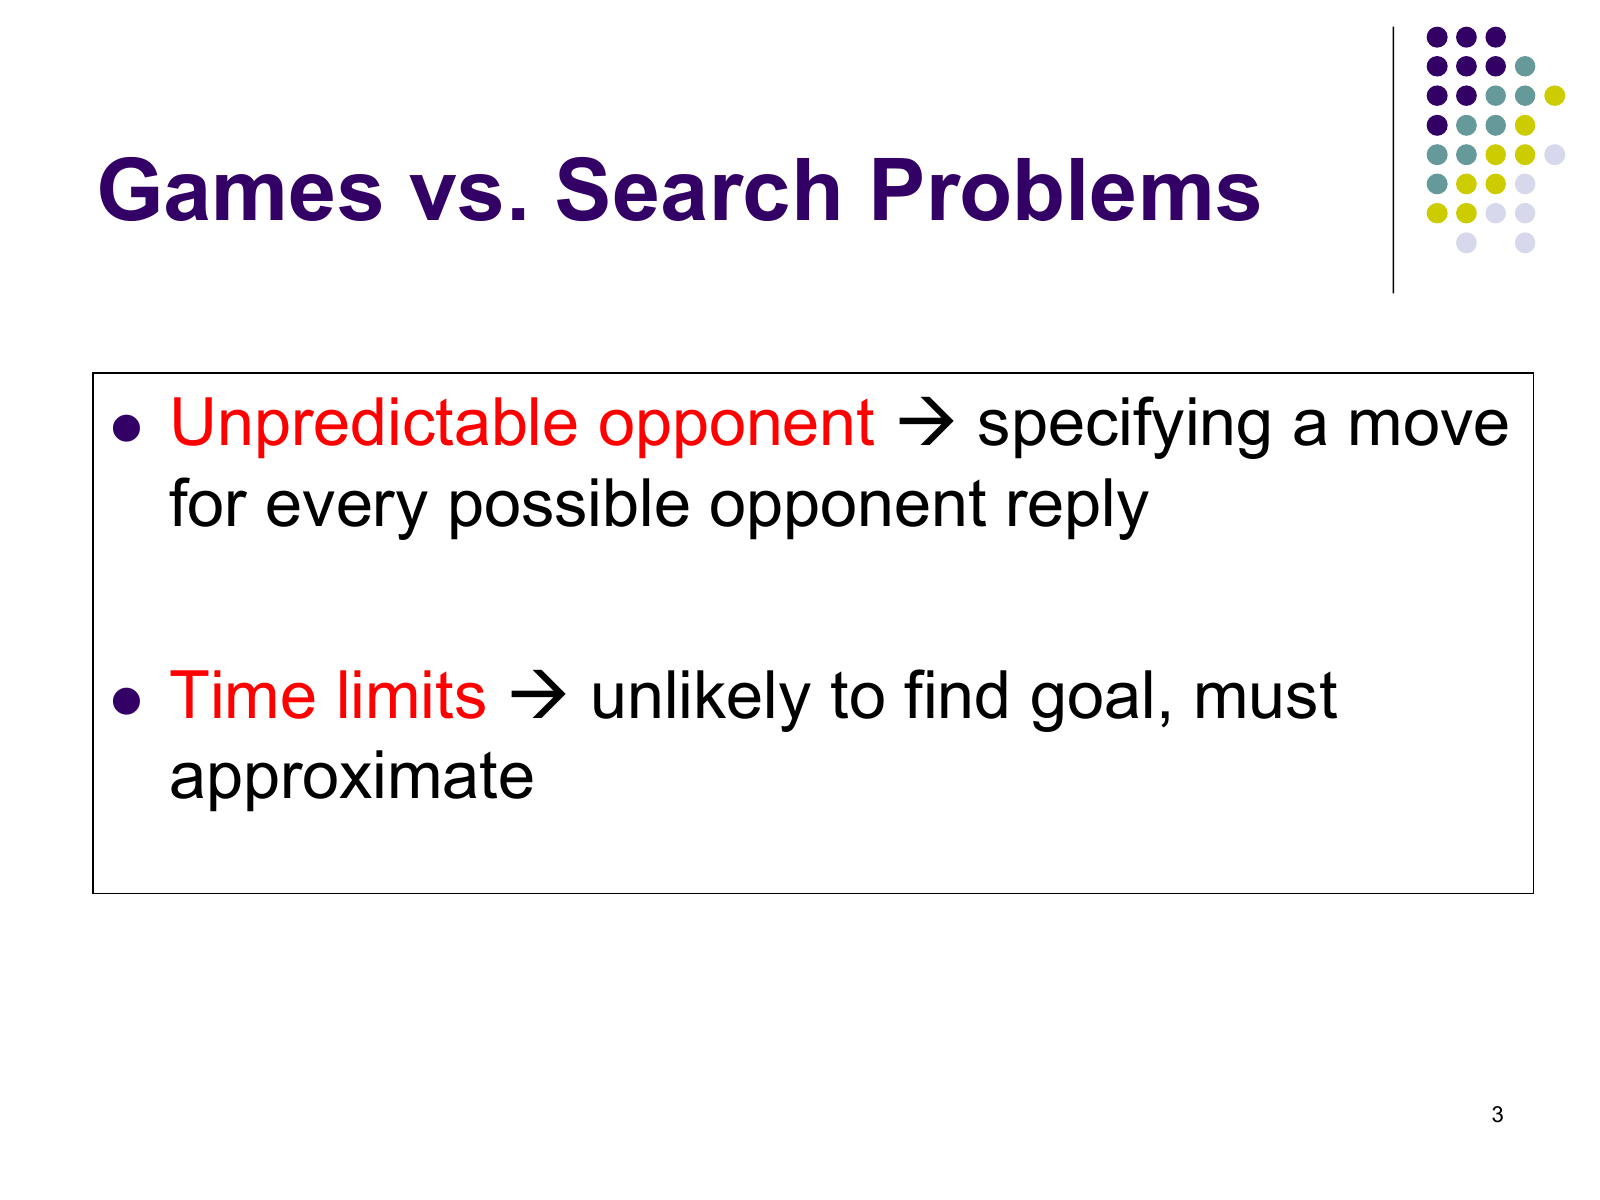 Games vs. Search Problems
● Unpredictable opponent → specifying a move
for every possible opponent reply
● Time limits → unlikely to find goal, must
approximate
3